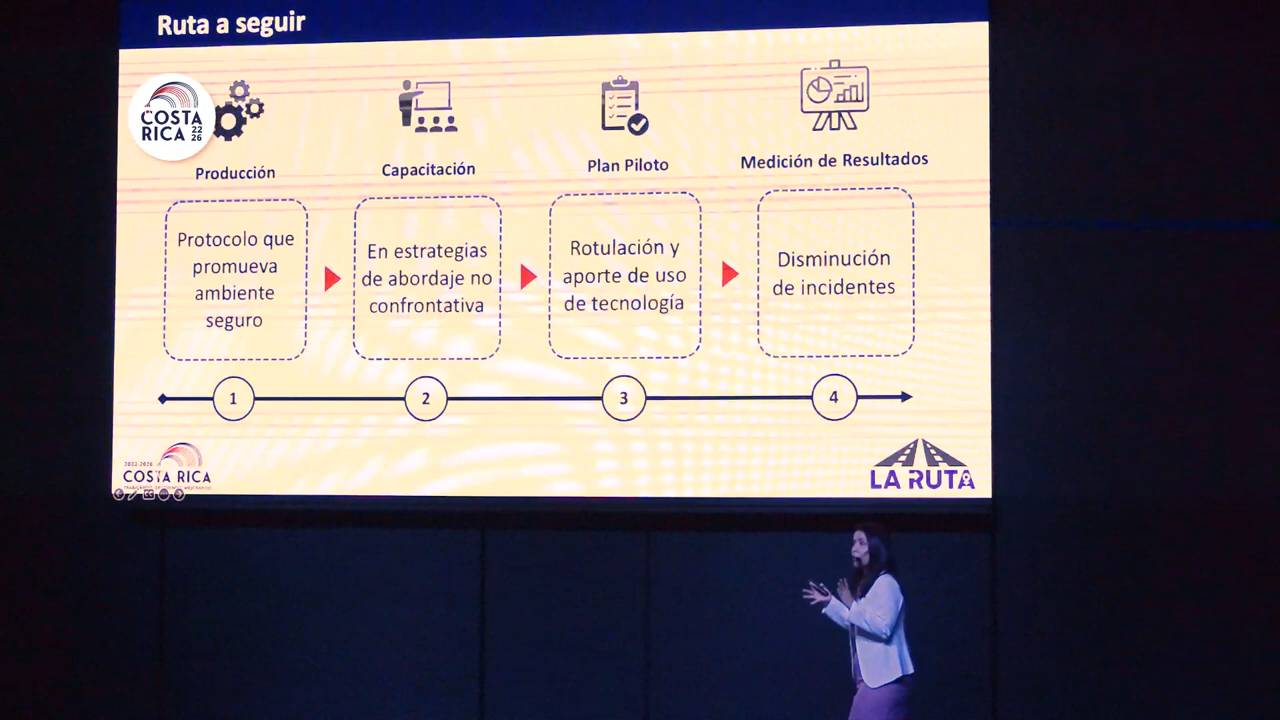 Ruta a seguir
COSTA
RICA 22
26
Producción
Capacitación
Plan Piloto
Medición de Resultados
Protocolo que
promueva
ambiente
seguro
En estrategias
de abordaje no
confrontativa
Rotulación y
aporte de uso
de tecnología
Disminución
de incidentes
1
2
3
4
2022-2026
COSTA RICA
LA RUTA